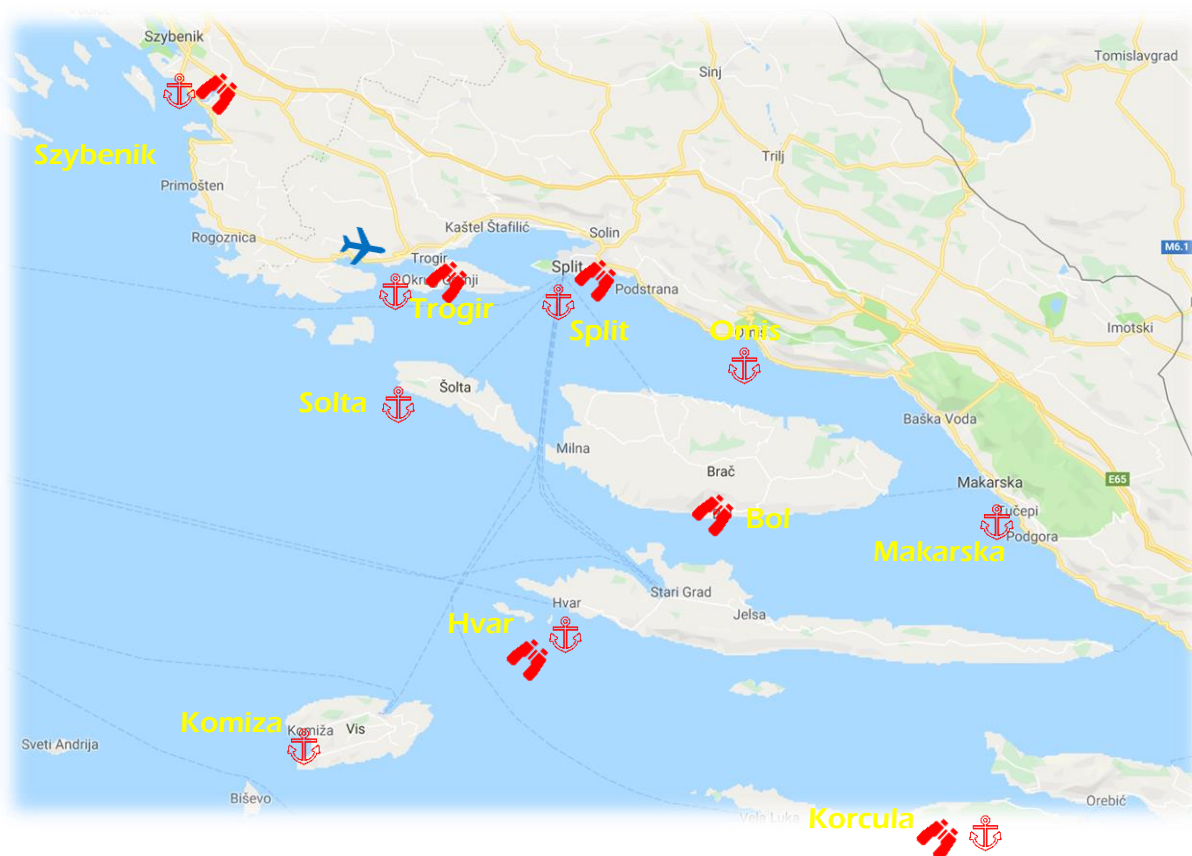 Szybenik
Tomislavgrad
Sinj
Szybenik
Trilj
Primošten
Rogoznica
Kaštel Štafilić
Solin
M6.1
Trogir
Split
Okrug Gornji
Podstrana
Trogir
Split
Omis
Imotski
Šolta
Solta
Baška Voda
Milna
Brač
Makarska
E65
Bol
Tučepi
Podgora
Makarska
Hvar
Stari Grad
Jelsa
Hvar
Komiza
Komiža
Vis
Sveti Andrija
Biševo
Orebić
Vela Luka
Korcula